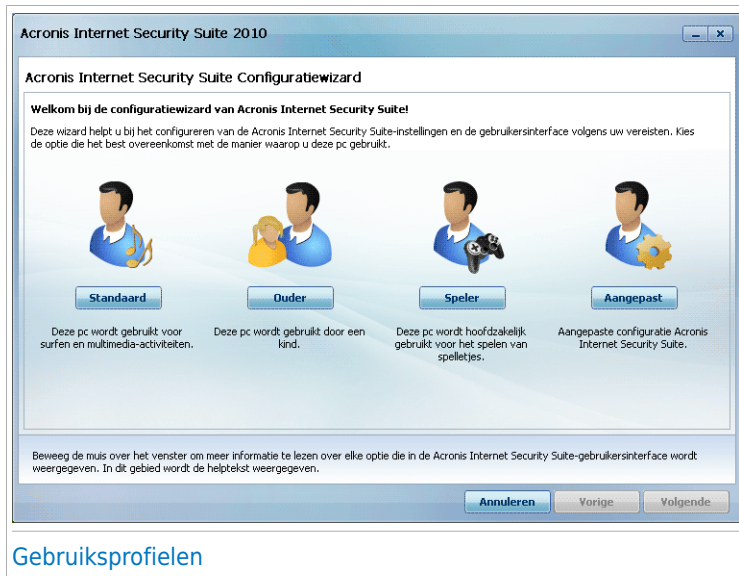 Acronis Internet Security Suite 2010
Acronis Internet Security Suite Configuratiewizard
Welkom bij de configuratiewizard van Acronis Internet Security Suite!
Deze wizard helpt u bij het configureren van de Acronis Internet Security Suite-instellingen en de gebruikersinterface volgens uw vereisten. Kies
de optie die het best overeenkomst met de manier waarop u deze pc gebruikt.
Standaard
Deze pc wordt gebruikt voor
surfen en multimedia-activiteiten.
Ouder
Deze pc wordt gebruikt door een
kind.
Speler
Deze pc wordt hoofdzakelijk
gebruikt voor het spelen van
spelletjes.
Aangepast
Aangepaste configuratie Acronis
Internet Security Suite.
Beweeg de muis over het venster om meer informatie te lezen over elke optie die in de Acronis Internet Security Suite-gebruikersinterface wordt
weergegeven. In dit gebied wordt de helptekst weergegeven.
Annuleren
Vorige
Volgende
Gebruiksprofielen